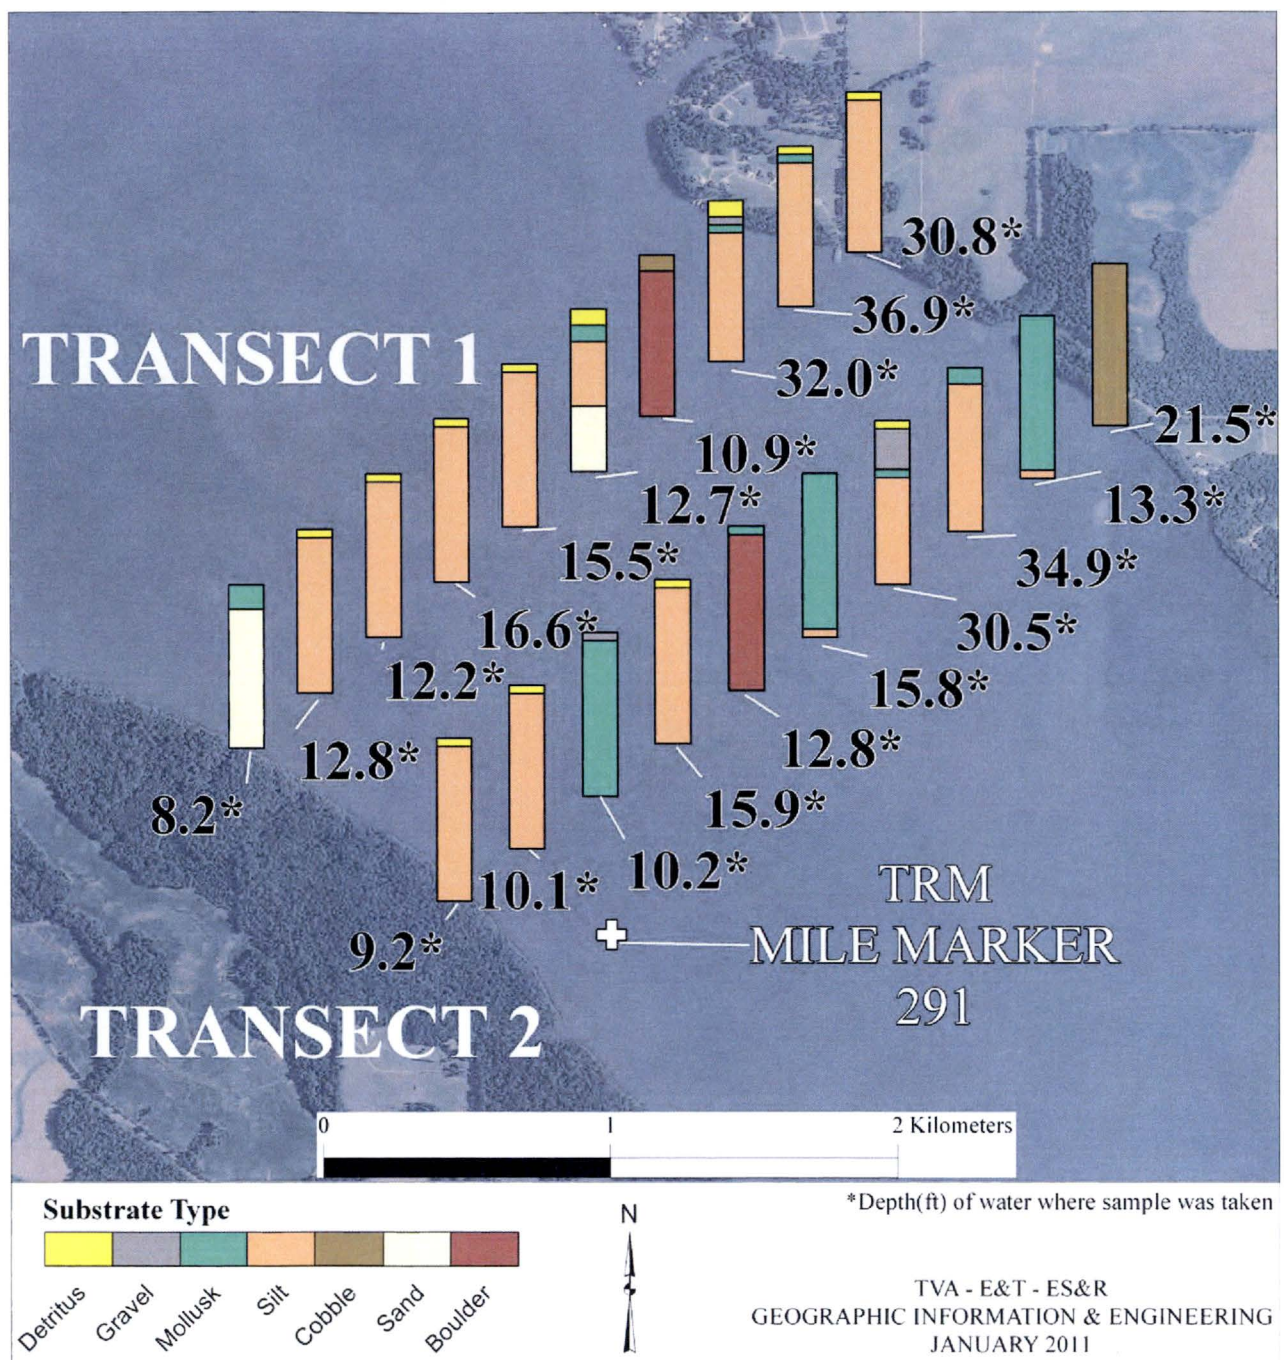 30.8*
36.9*
TRANSECT 1
32.0*
21.5*
10.9*
12.7*
13.3*
15.5*
34.9*
16.6*
30.5*
12.2*
15.8*
12.8*
12.8*
8.2*
15.9*
10.1*
10.2*
TRM
MILE MARKER
291
9.2*
TRANSECT 2
0 1 2 Kilometers
Substrate Type
Detritus
Gravel
Mollusk
Silt
Cobble
Sand
Boulder
N
*Depth(ft) of water where sample was taken
TVA - E&T - ES&R
GEOGRAPHIC INFORMATION & ENGINEERING
JANUARY 2011